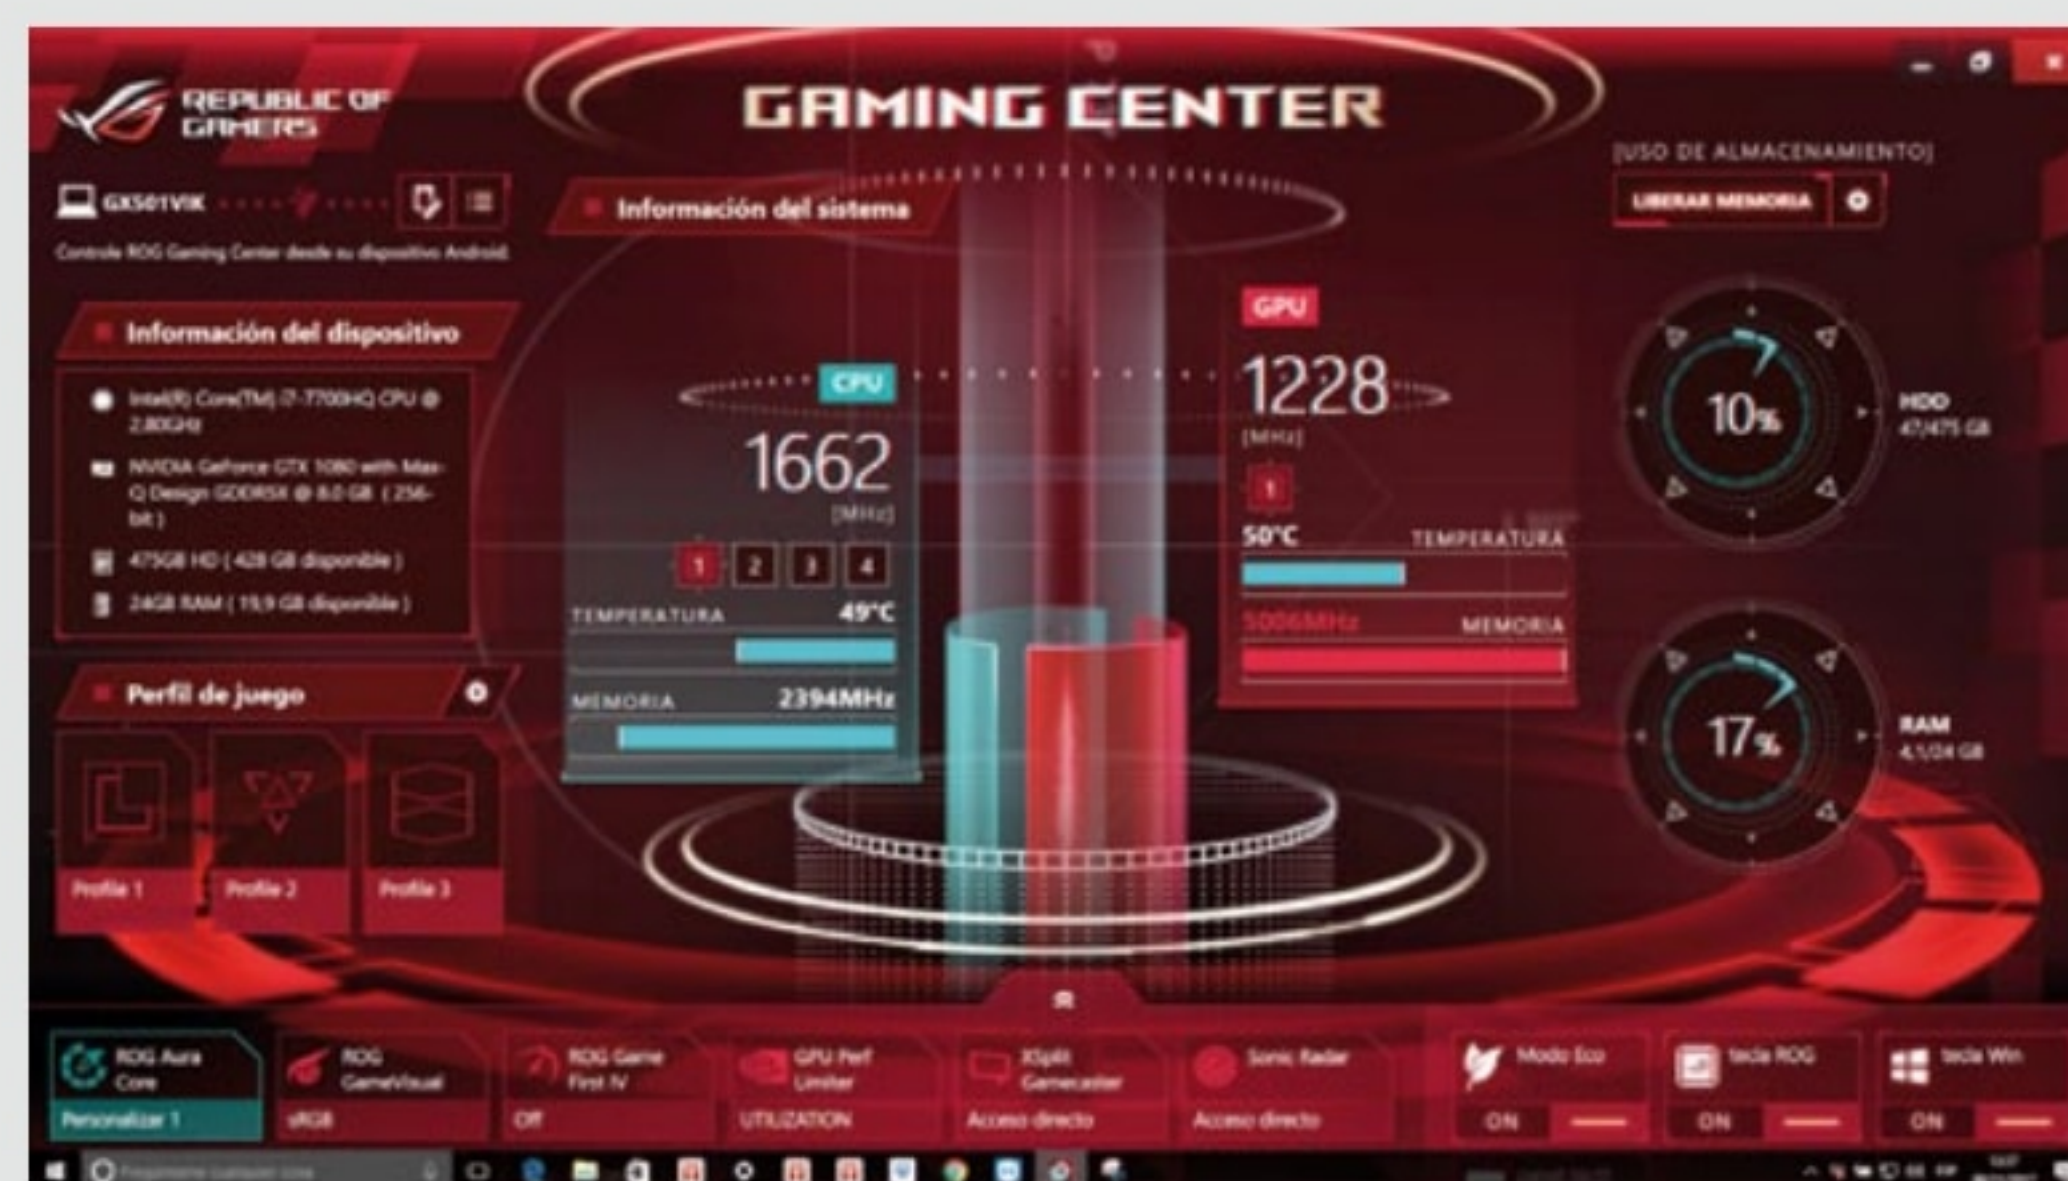 REPUBLIC OF
GAMERS
GAMING CENTER
[USO DE ALMACENAMIENTO]
LIBERAR MEMORIA
GX501VIK
Controle ROG Gaming Center desde su dispositivo Android.
Información del sistema
Información del dispositivo
Intel(R) Core(TM) i7-7700HQ CPU @
2.80GHz
NVIDIA GeForce GTX 1080 with Max-
Q Design GDDR5X @ 8.0 GB ( 256-
bit )
475GB HD ( 428 GB disponible )
24GB RAM ( 19,9 GB disponible )
Perfil de juego
Profile 1
Profile 2
Profile 3
CPU
1662
[MHz]
1 2 3 4
TEMPERATURA 49°C
MEMORIA 2394MHz
GPU
1228
[MHz]
1
50°C TEMPERATURA
5006MHz MEMORIA
10%
HDD
47/475 GB
17%
RAM
4,1/24 GB
ROG Aura
Core
Personalizar 1
ROG
GameVisual
sRGB
ROG Game
First IV
Off
GPU Perf
Limiter
UTILIZATION
XSplit
Gamecaster
Acceso directo
Sonic Radar
Acceso directo
Modo Eco
ON
tecla ROG
ON
tecla Win
ON